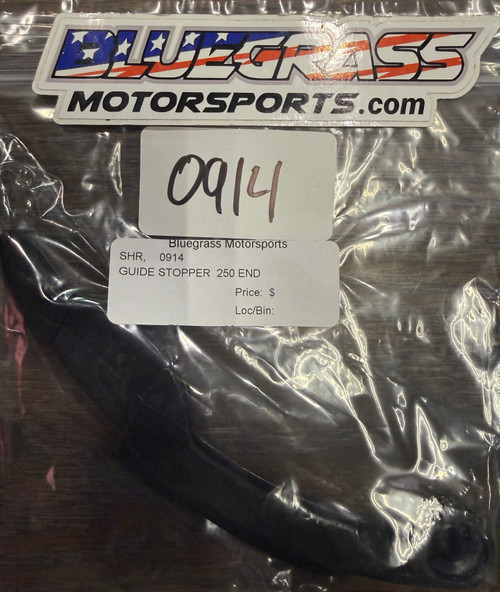 BLUEGRASS
MOTORSPORTS.com
0914
Bluegrass Motorsports
SHR, 0914
GUIDE STOPPER 250 END
Price: $
Loc/Bin: